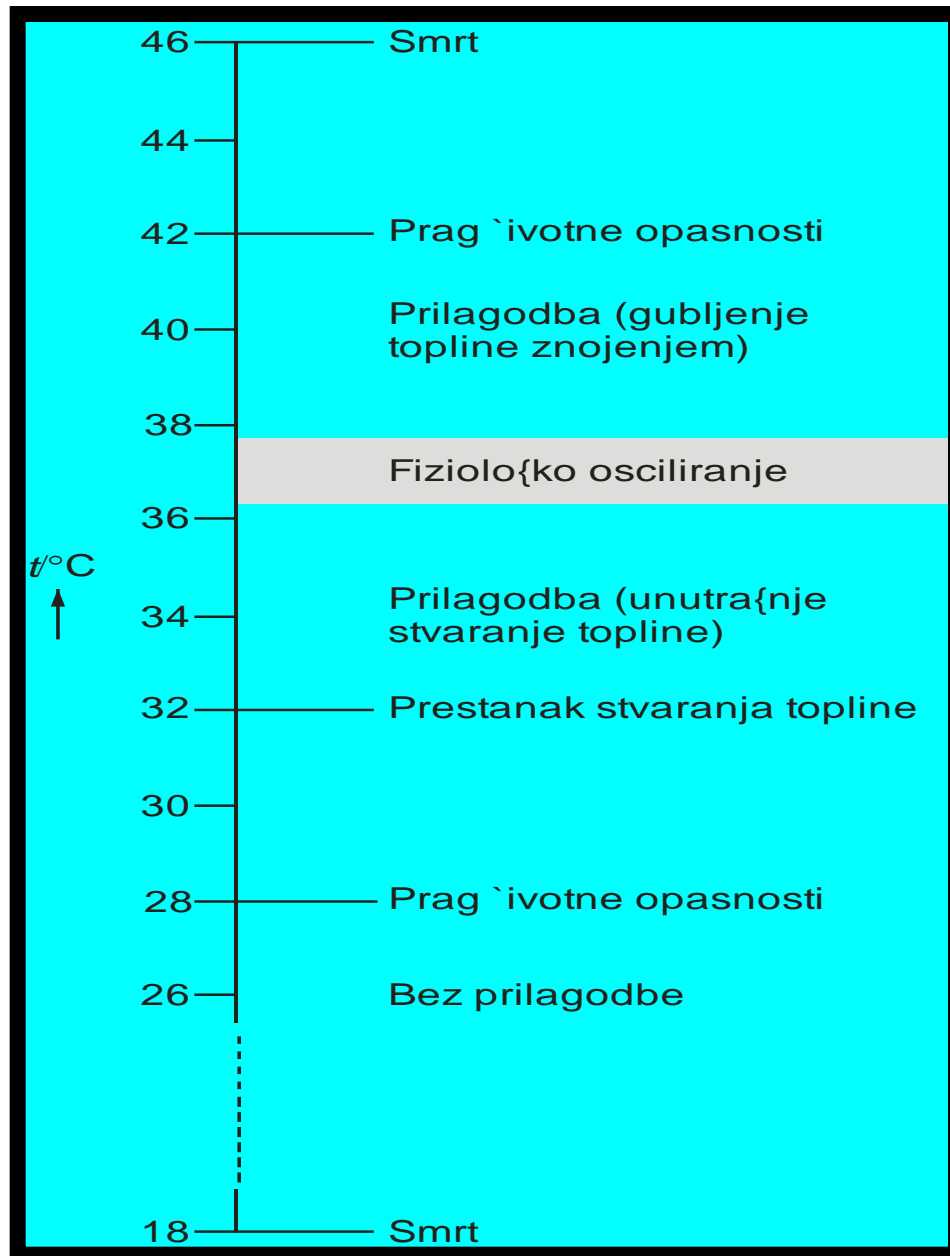 46 Smrt
44
42 Prag `ivotne opasnosti
40 Prilagodba (gubljenje
topline znojenjem)
38
Fiziolo{ko osciliranje
36
t/°C
34 Prilagodba (unutra{nje
stvaranje topline)
32 Prestanak stvaranja topline
30
28 Prag `ivotne opasnosti
26 Bez prilagodbe
18 Smrt